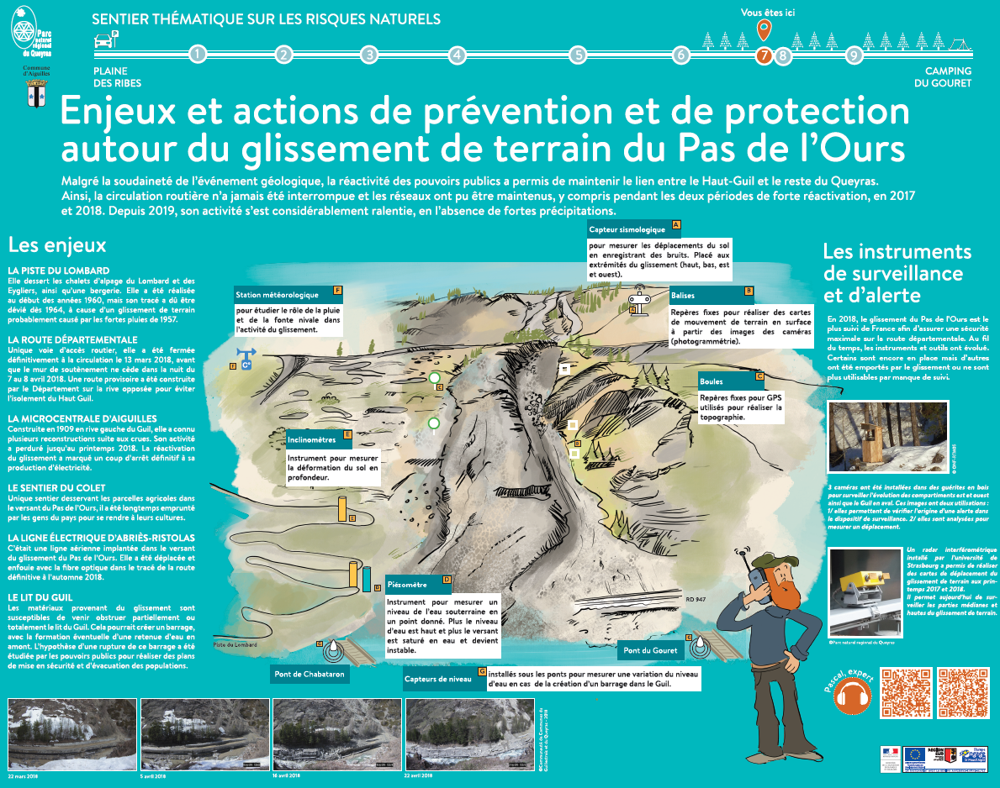 Parc
naturel
régional
du Queyras
Commune
d'Aiguilles
SENTIER THÉMATIQUE SUR LES RISQUES NATURELS
Vous êtes ici
P
1
2
3
4
5
6
7
8
9
PLAINE
DES RIBES
CAMPING
DU GOURET
Enjeux et actions de prévention et de protection
autour du glissement de terrain du Pas de l'Ours
Malgré la soudaineté de l'événement géologique, la réactivité des pouvoirs publics a permis de maintenir le lien entre le Haut-Guil et le reste du Queyras.
Ainsi, la circulation routière n'a jamais été interrompue et les réseaux ont pu être maintenus, y compris pendant les deux périodes de forte réactivation, en 2017
et 2018. Depuis 2019, son activité s'est considérablement ralentie, en l'absence de fortes précipitations.
Les enjeux
LA PISTE DU LOMBARD
Elle dessert les chalets d'alpage du Lombard et des
Eygliers, ainsi qu'une bergerie. Elle a été réalisée
au début des années 1960, mais son tracé a dû être
dévié dès 1964, à cause d'un glissement de terrain
probablement causé par les fortes pluies de 1957.
LA ROUTE DÉPARTEMENTALE
Unique voie d'accès routier, elle a été fermée
définitivement à la circulation le 13 mars 2018, avant
que le mur de soutènement ne cède dans la nuit du
7 au 8 avril 2018. Une route provisoire a été construite
par le Département sur la rive opposée pour éviter
l'isolement du Haut Guil.
LA MICROCENTRALE D'AIGUILLES
Construite en 1909 en rive gauche du Guil, elle a connu
plusieurs reconstructions suite aux crues. Son activité
a perduré jusqu'au printemps 2018. La réactivation
du glissement a marqué un coup d'arrêt définitif à sa
production d'électricité.
LE SENTIER DU COLET
Unique sentier desservant les parcelles agricoles dans
le versant du Pas de l'Ours, il a été longtemps emprunté
par les gens du pays pour se rendre à leurs cultures.
LA LIGNE ÉLECTRIQUE D'ABRIÈS-RISTOLAS
C'était une ligne aérienne implantée dans le versant
du glissement du Pas de l'Ours. Elle a été déplacée et
enfouie avec la fibre optique dans le tracé de la route
définitive à l'automne 2018.
LE LIT DU GUIL
Les matériaux provenant du glissement sont
susceptibles de venir obstruer partiellement ou
totalement le lit du Guil. Cela pourrait créer un barrage,
avec la formation éventuelle d'une retenue d'eau en
amont. L'hypothèse d'une rupture de ce barrage a été
étudiée par les pouvoirs publics pour réaliser des plans
de mise en sécurité et d'évacuation des populations.
Capteur sismologique
A
pour mesurer les déplacements du sol
en enregistrant des bruits. Placé aux
extrémités du glissement (haut, bas, est
et ouest).
Station météorologique
F
pour étudier le rôle de la pluie
et de la fonte nivale dans
l'activité du glissement.
Balises
B
Repères fixes pour réaliser des cartes
de mouvement de terrain en surface
à partir des images des caméras
(photogrammétrie).
A
F
C°
C
Boules
C
Repères fixes pour GPS
utilisés pour réaliser la
topographie.
Inclinomètres
E
Instrument pour mesurer
la déformation du sol en
profondeur.
B
E
D
Piézomètre
D
Instrument pour mesurer un
niveau de l'eau souterraine en
un point donné. Plus le niveau
d'eau est haut et plus le versant
est saturé en eau et devient
instable.
RD 947
Piste du Lombard
G
Pont de Chabataron
Pont du Gouret
G
Capteurs de niveau
G
installés sous les ponts pour mesurer une variation du niveau
d'eau en cas de la création d'un barrage dans le Guil.
Les instruments
de surveillance
et d'alerte
En 2018, le glissement du Pas de l'Ours est le
plus suivi de France afin d'assurer une sécurité
maximale sur la route départementale. Au fil
du temps, les instruments et outils ont évolué.
Certains sont encore en place mais d'autres
ont été emportés par le glissement ou ne sont
plus utilisables par manque de suivi.
©ONF-RTM05
3 caméras ont été installées dans des guérites en bois
pour surveiller l'évolution des compartiments est et ouest
ainsi que le Guil en aval. Ces images ont deux utilisations :
1/ elles permettent de vérifier l'origine d'une alerte dans
le dispositif de surveillance. 2/ elles sont analysées pour
mesurer un déplacement.
Un radar interférométrique
installé par l'université de
Strasbourg a permis de réaliser
des cartes de déplacement du
glissement de terrain aux prin-
temps 2017 et 2018.
Il permet aujourd'hui de sur-
veiller les parties médianes et
hautes du glissement de terrain.
©Parc naturel regional du Queyras
Pascal, expert
22 mars 2018
5 avril 2018
16 avril 2018
22 avril 2018
©Communauté de Communes du
Guillestrois et du Queyras - 2018
RÉGION
SUD